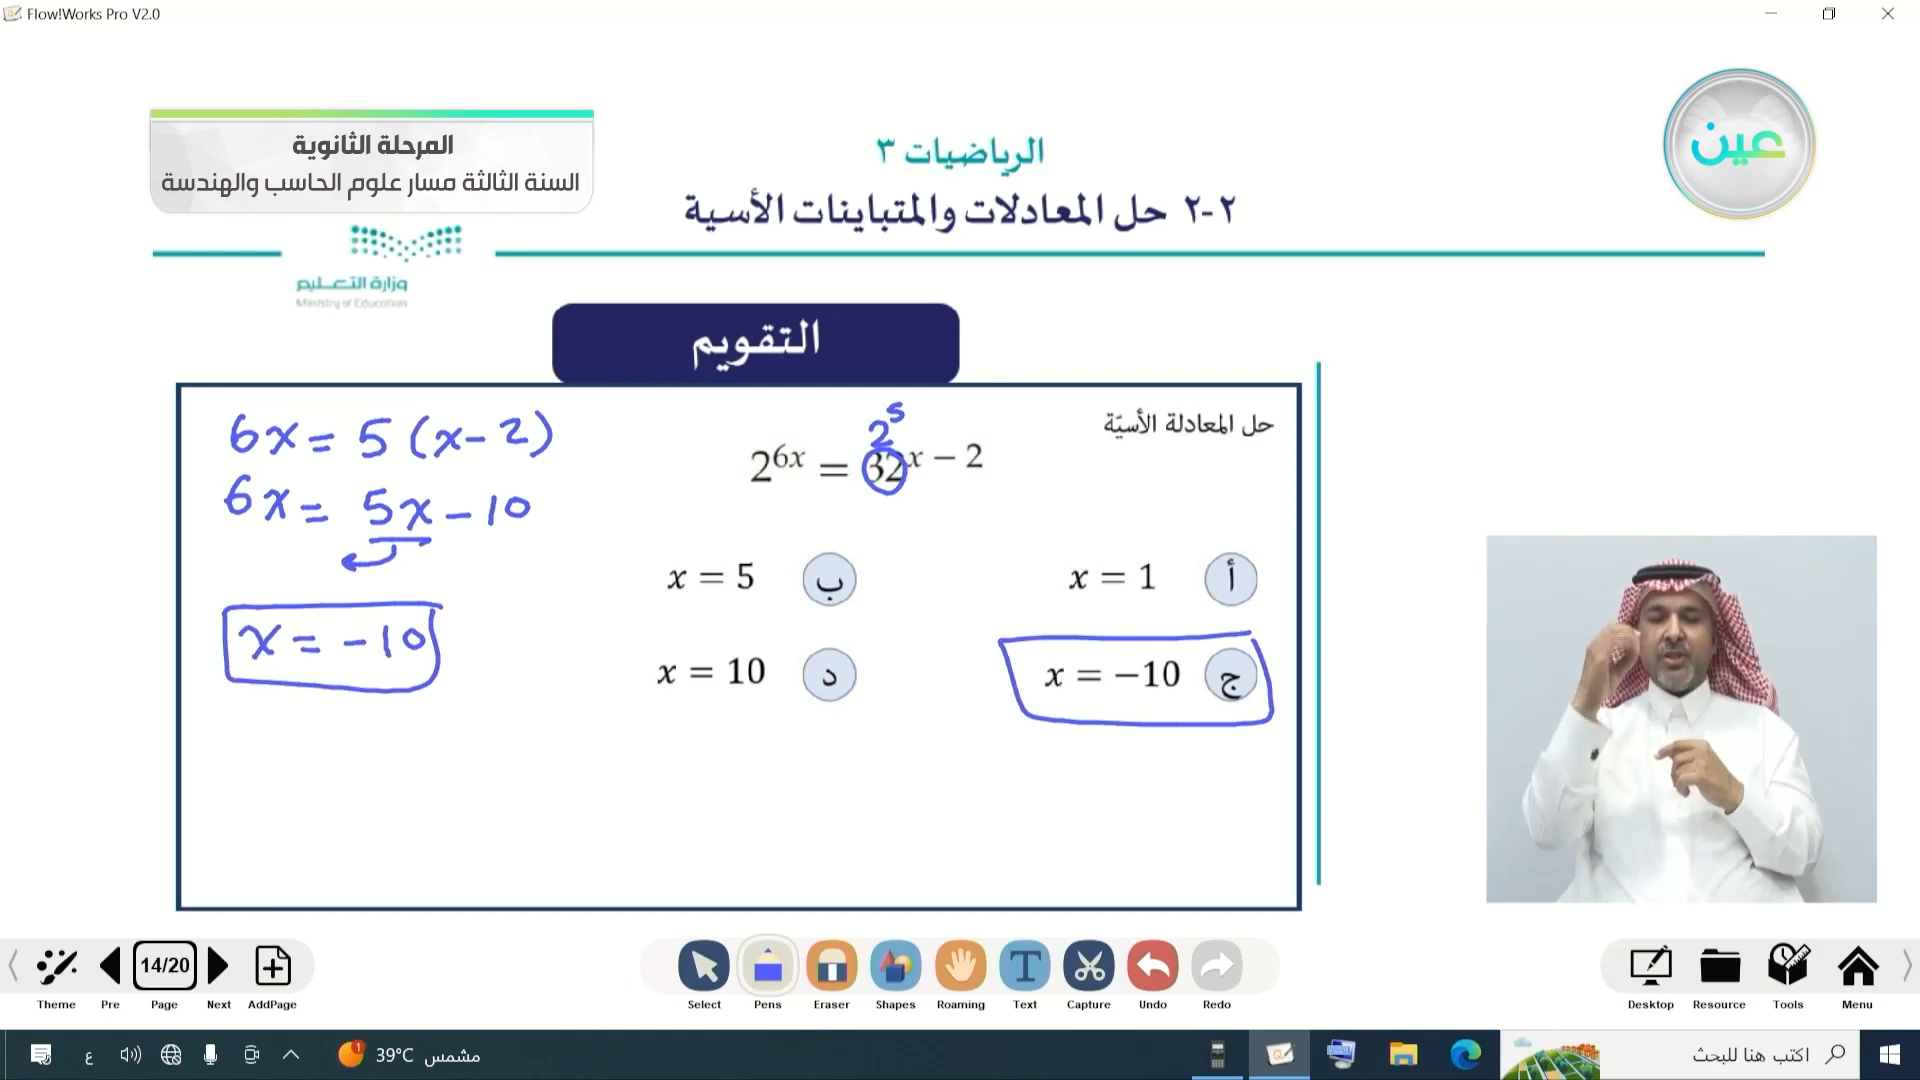 Flow!Works Pro V2.0
عين
المرحلة الثانوية
السنة الثالثة مسار علوم الحاسب والهندسة
الرياضيات ٣
٢-٢ حل المعادلات والمتباينات الأسية
وزارة التعليم
Ministry of Education
التقويم
حل المعادلة الأسيّة
2^5
2^{6x} = 32^{x − 2}
أ x = 1
ب x = 5
ج x = −10
د x = 10
6x = 5 (x - 2)
6x = 5x - 10
x = - 10
Theme
Pre
14/20
Page
Next
AddPage
Select
Pens
Eraser
Shapes
Roaming
Text
Capture
Undo
Redo
Desktop
Resource
Tools
Menu
ع
1
39°C مشمس
اكتب هنا للبحث